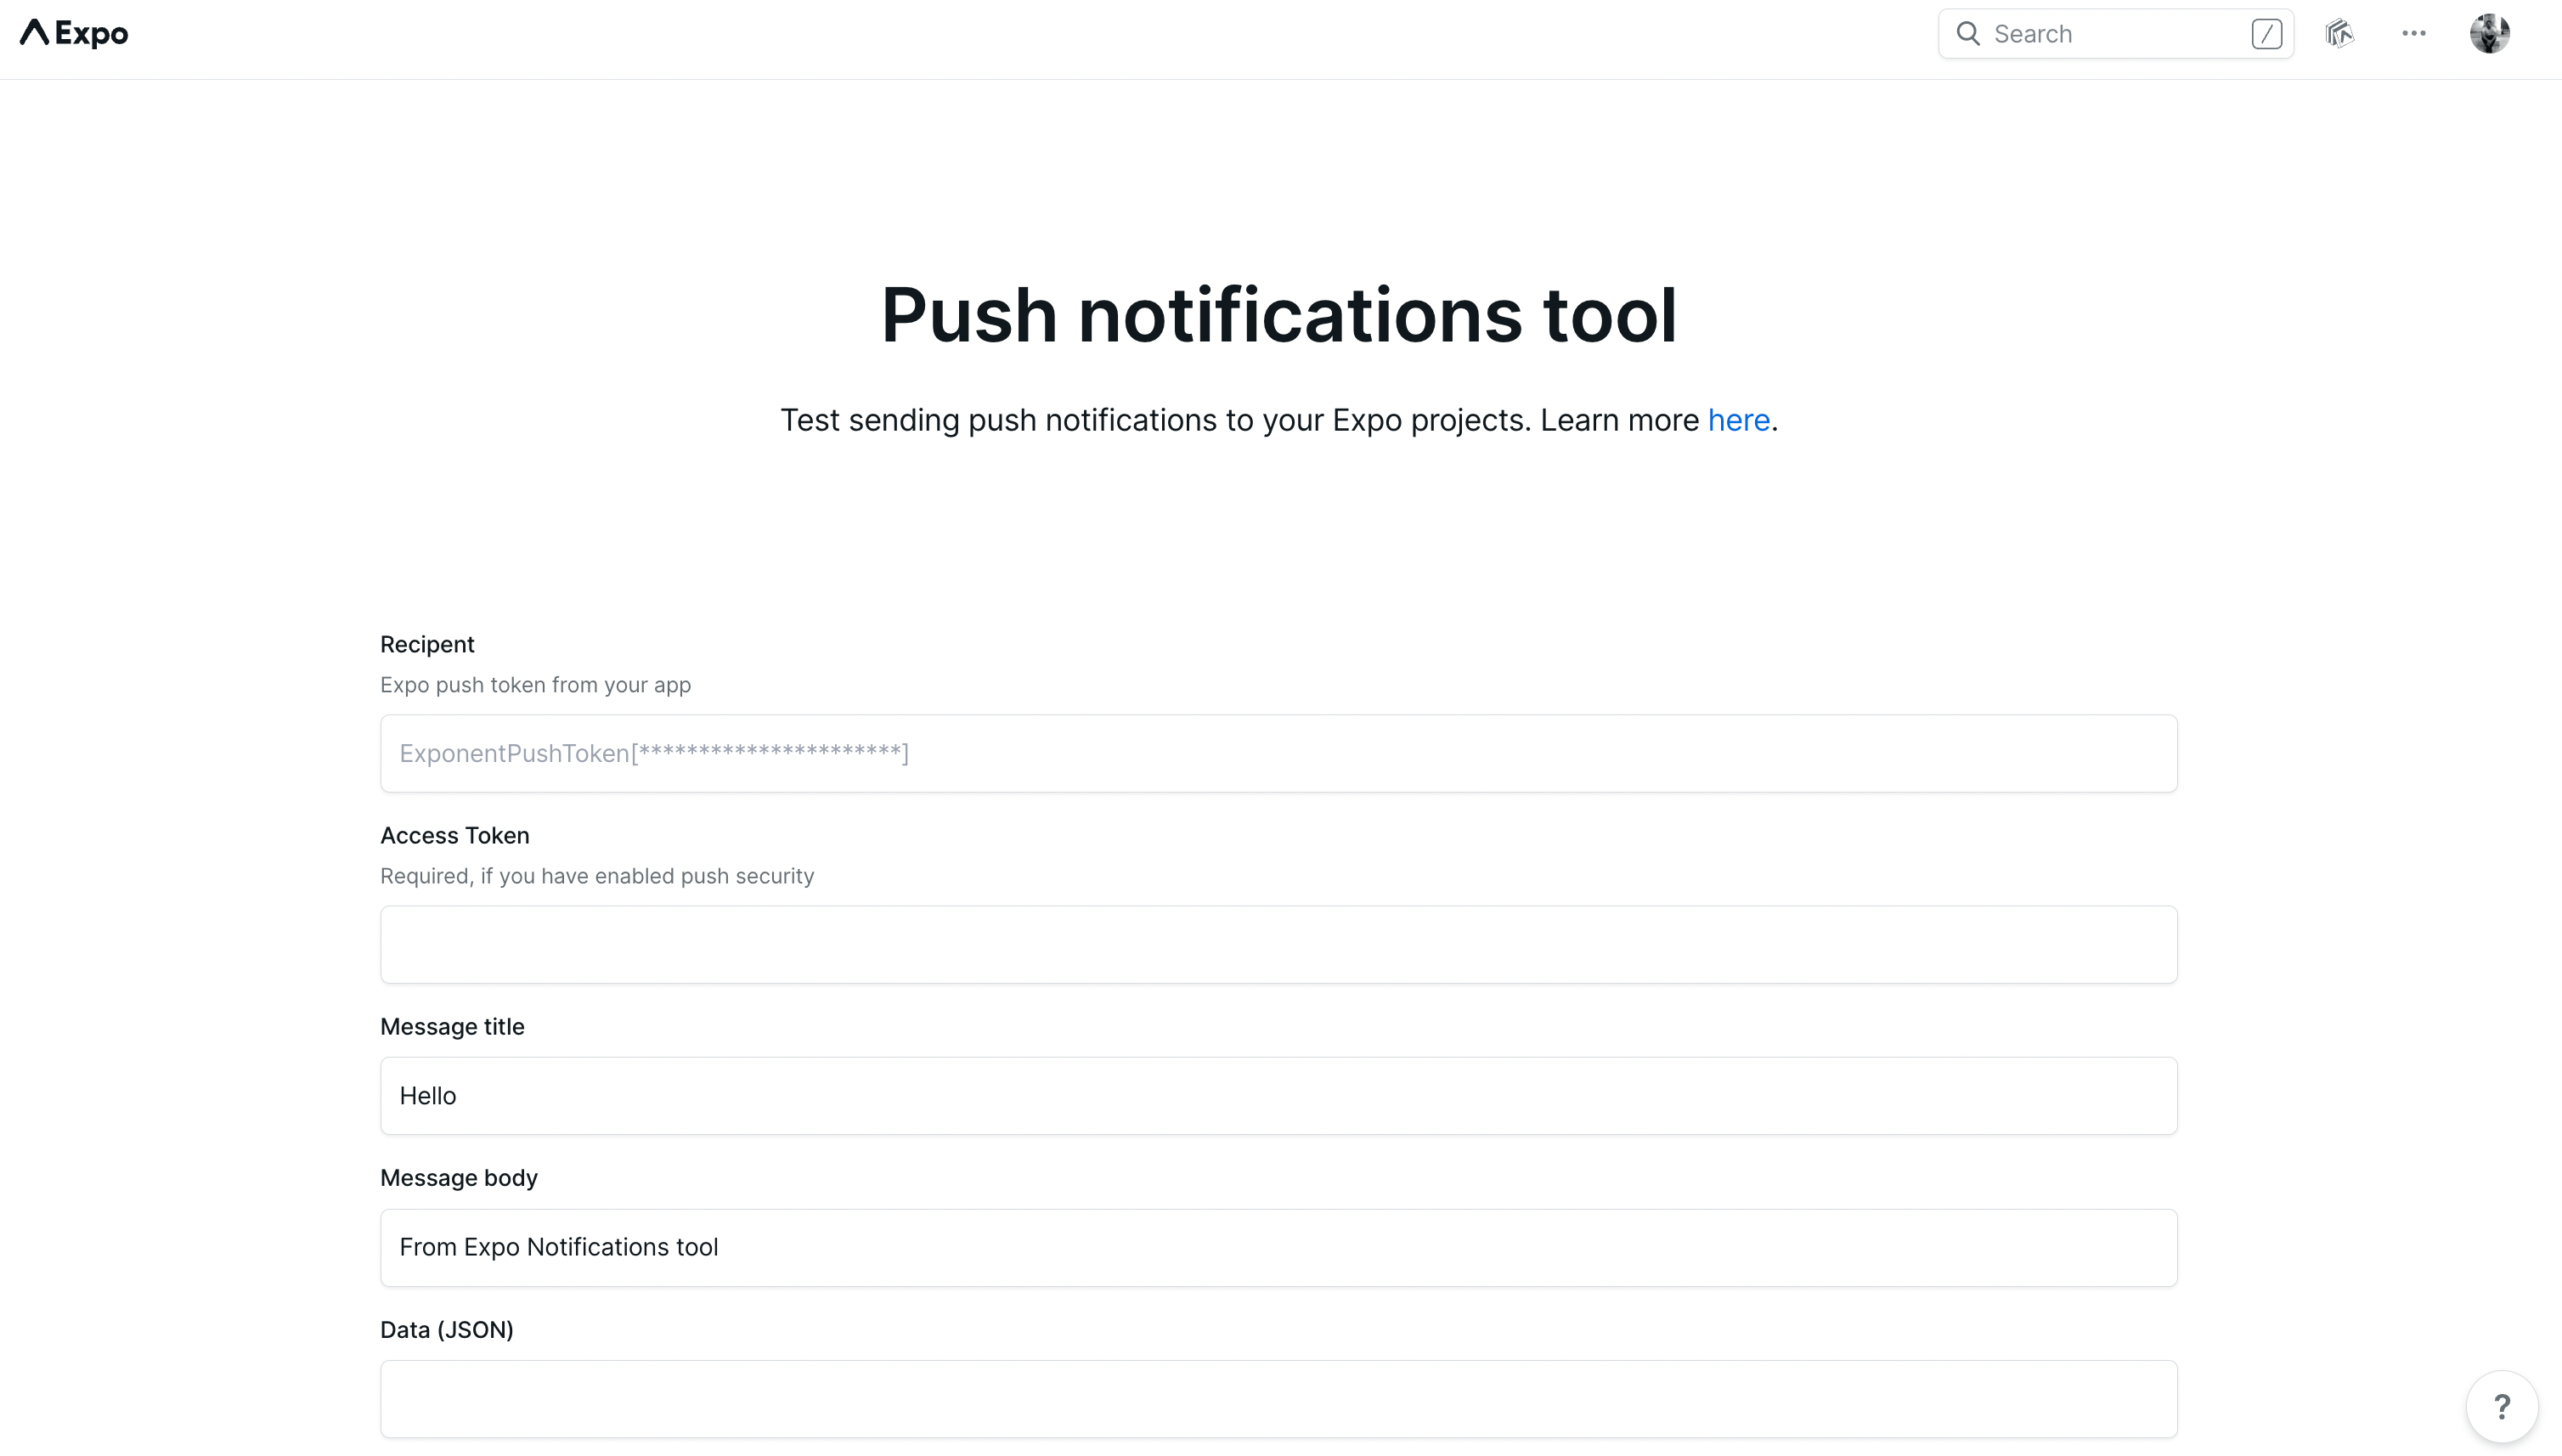 Expo
Search
/
Push notifications tool
Test sending push notifications to your Expo projects. Learn more here.
Recipent
Expo push token from your app
ExponentPushToken[**********************]
Access Token
Required, if you have enabled push security
Message title
Hello
Message body
From Expo Notifications tool
Data (JSON)
?